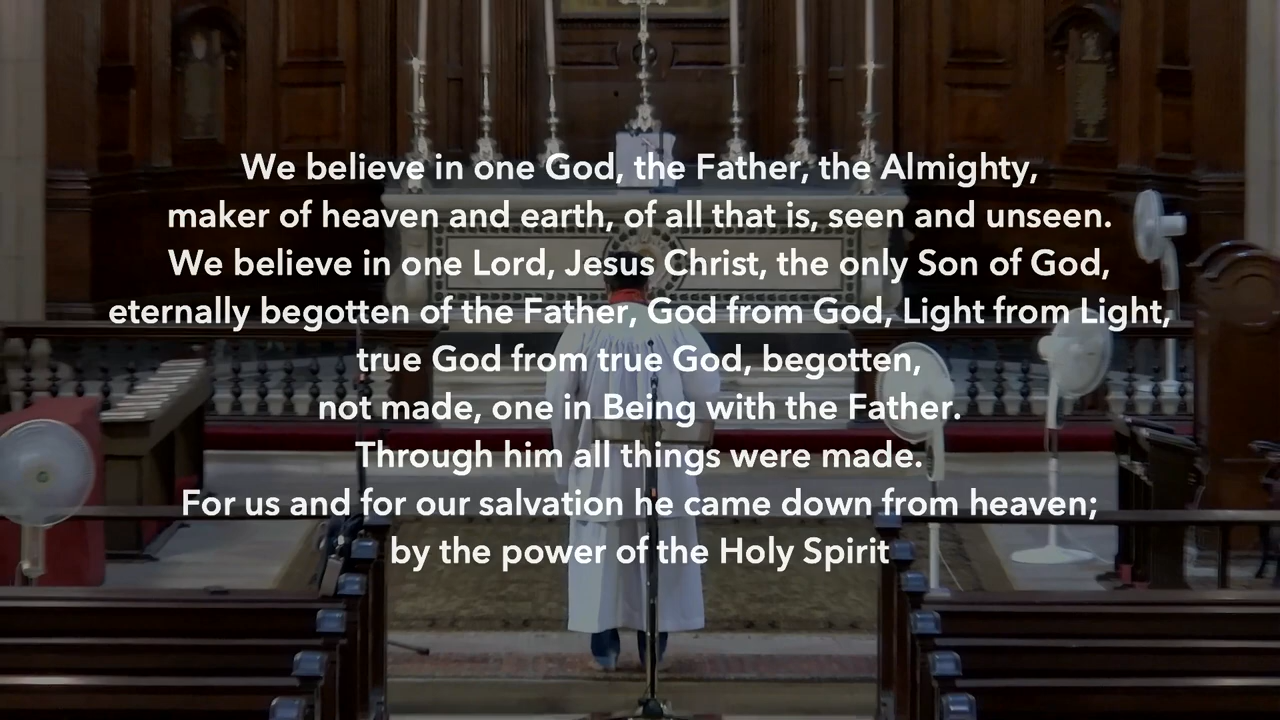 We believe in one God, the Father, the Almighty,
maker of heaven and earth, of all that is, seen and unseen.
We believe in one Lord, Jesus Christ, the only Son of God,
eternally begotten of the Father, God from God, Light from Light,
true God from true God, begotten,
not made, one in Being with the Father.
Through him all things were made.
For us and for our salvation he came down from heaven;
by the power of the Holy Spirit